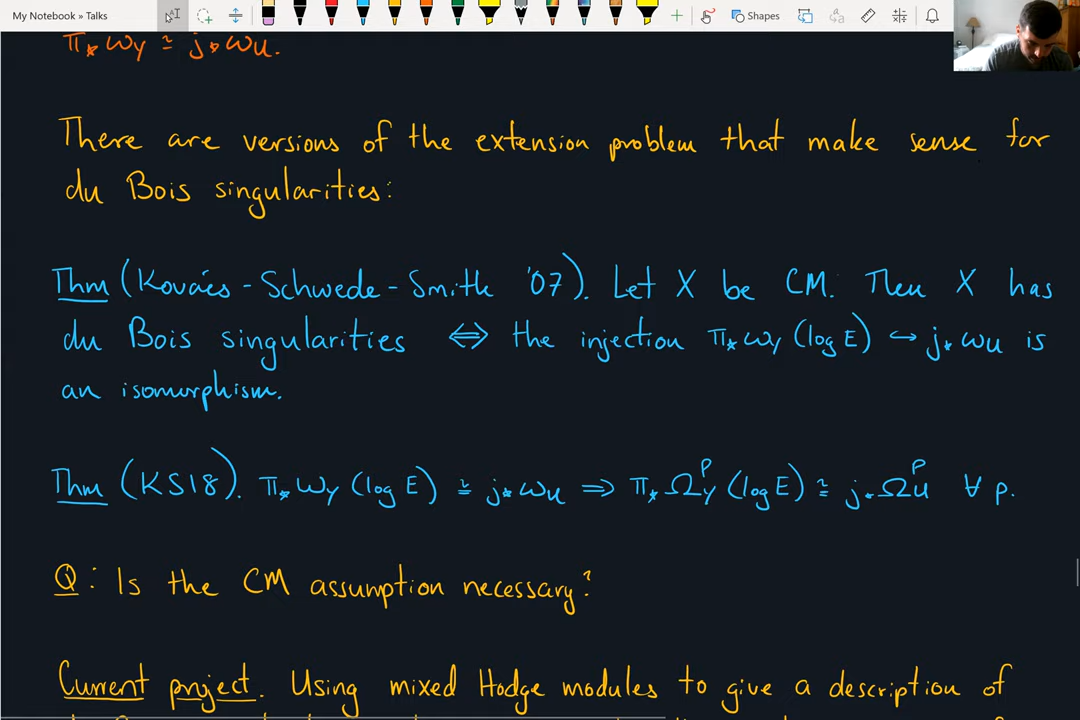 My Notebook » Talks
Shapes
π⋆ωY ≅ j⋆ωU.
There are versions of the extension problem that make sense for
du Bois singularities:
Thm (Kovács - Schwede - Smith '07). Let X be CM. Then X has
du Bois singularities ⟺ the injection π⋆ωY (log E) ↪ j⋆ωU is
an isomorphism.
Thm (KS18). π⋆ωY (log E) ≅ j⋆ωU ⟹ π⋆Ω^p_Y (log E) ≅ j⋆Ω^p_U ∀ p.
Q: Is the CM assumption necessary?
Current project. Using mixed Hodge modules to give a description of